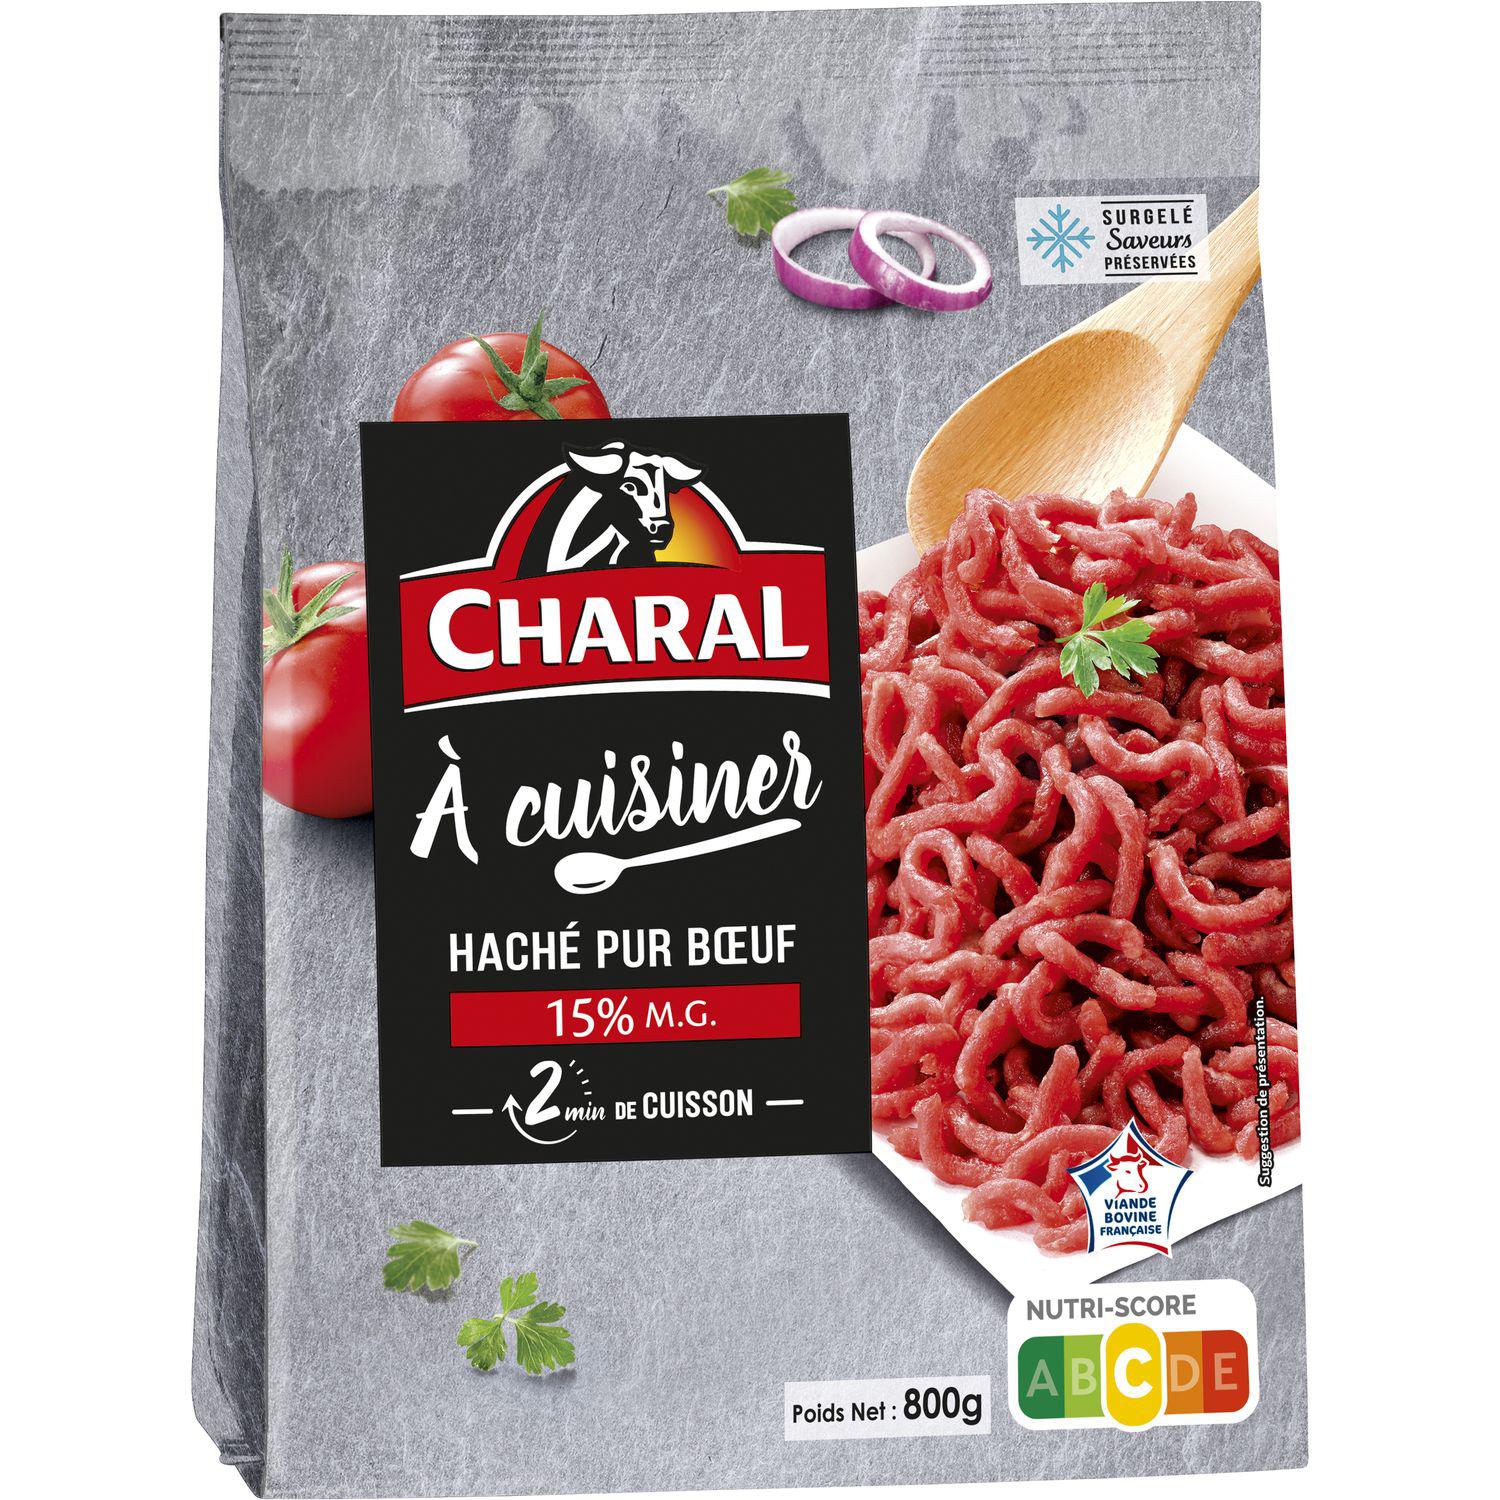 SURGELÉ
Saveurs
PRÉSERVÉES
CHARAL
À cuisiner
HACHÉ PUR BŒUF
15% M.G.
2 min DE CUISSON
Suggestion de présentation.
VIANDE
BOVINE
FRANÇAISE
NUTRI-SCORE
A B C D E
Poids Net : 800g